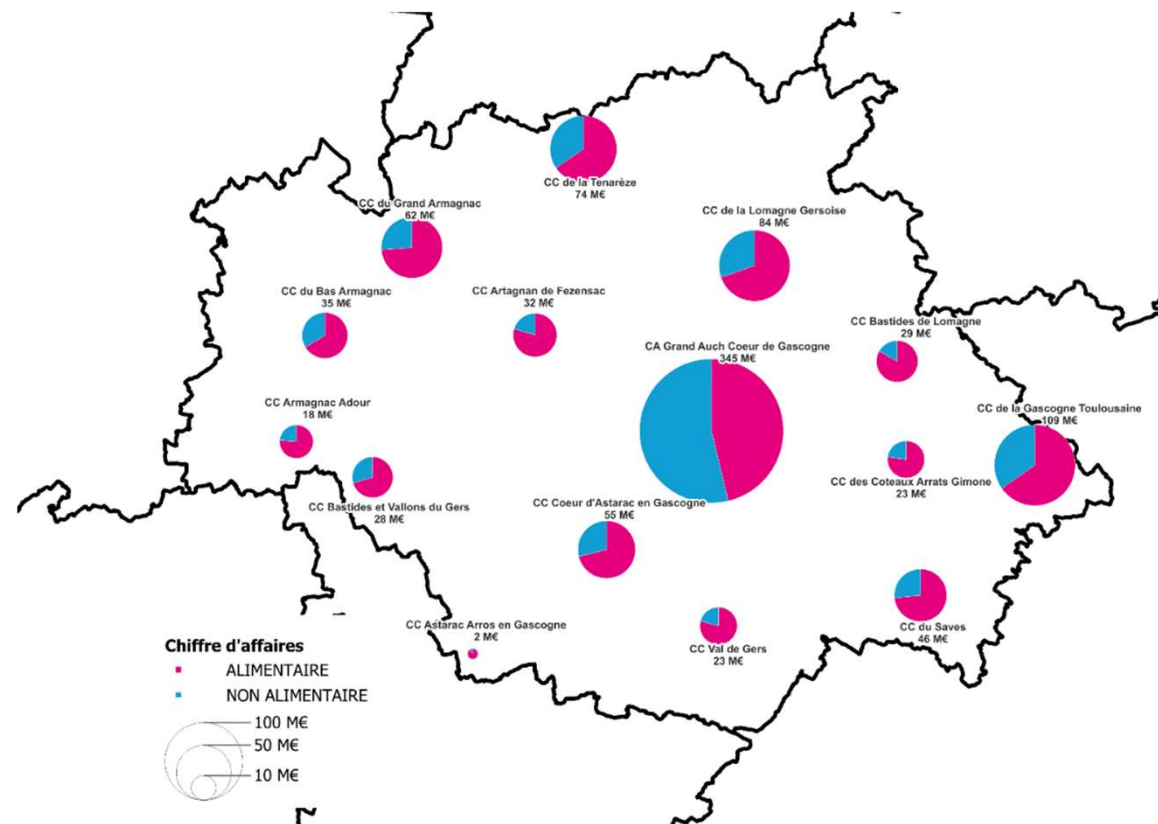 CC de la Tenarèze
74 M€
CC du Grand Armagnac
62 M€
CC de la Lomagne Gersoise
84 M€
CC du Bas Armagnac
35 M€
CC Artagnan de Fezensac
32 M€
CC Bastides de Lomagne
29 M€
CA Grand Auch Coeur de Gascogne
345 M€
CC Armagnac Adour
18 M€
CC de la Gascogne Toulousaine
109 M€
CC des Coteaux Arrats Gimone
23 M€
CC Bastides et Vallons du Gers
28 M€
CC Coeur d'Astarac en Gascogne
55 M€
CC Astarac Arros en Gascogne
2 M€
CC Val de Gers
23 M€
CC du Saves
46 M€
Chiffre d'affaires
ALIMENTAIRE
NON ALIMENTAIRE
100 M€
50 M€
10 M€